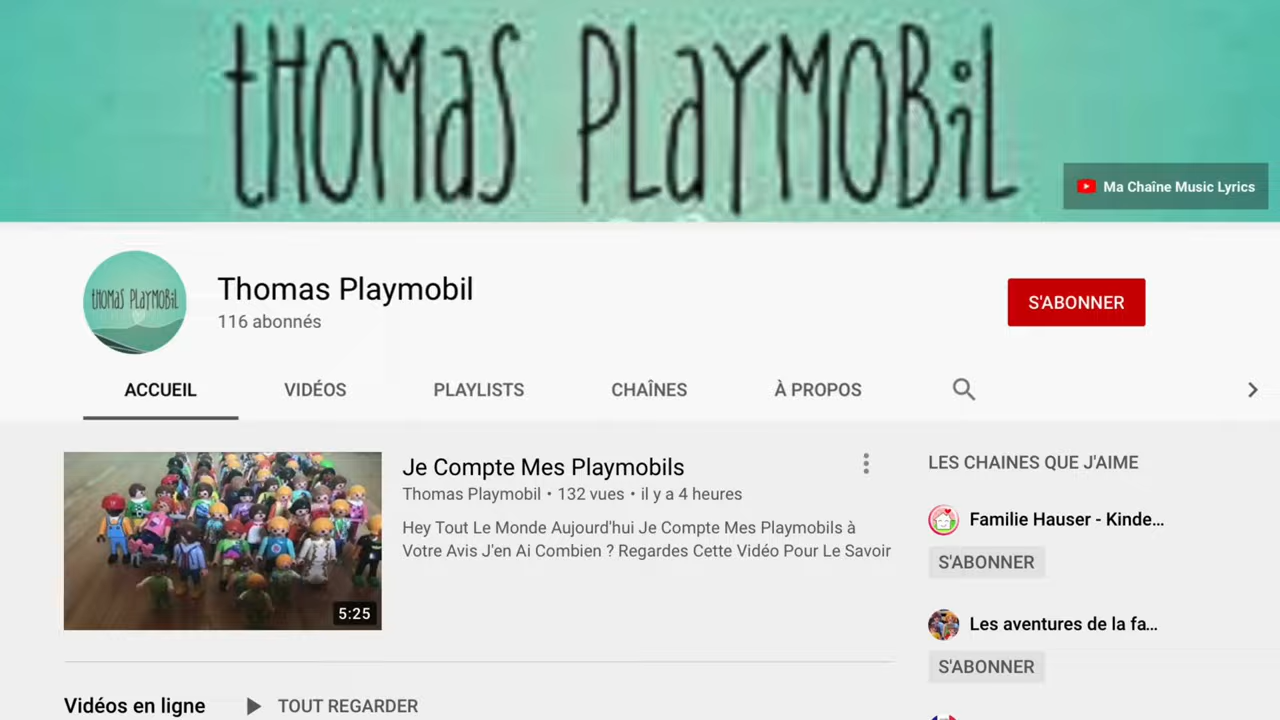 tHOMaS PLaYMOBiL
Ma Chaîne Music Lyrics
tHOMaS PLaYMOBiL
Thomas Playmobil
116 abonnés
S'ABONNER
ACCUEIL VIDÉOS PLAYLISTS CHAÎNES À PROPOS
Je Compte Mes Playmobils
Thomas Playmobil • 132 vues • il y a 4 heures
Hey Tout Le Monde Aujourd'hui Je Compte Mes Playmobils à
Votre Avis J'en Ai Combien ? Regardes Cette Vidéo Pour Le Savoir
5:25
LES CHAINES QUE J'AIME
Familie Hauser - Kinde...
S'ABONNER
Les aventures de la fa...
S'ABONNER
Vidéos en ligne TOUT REGARDER